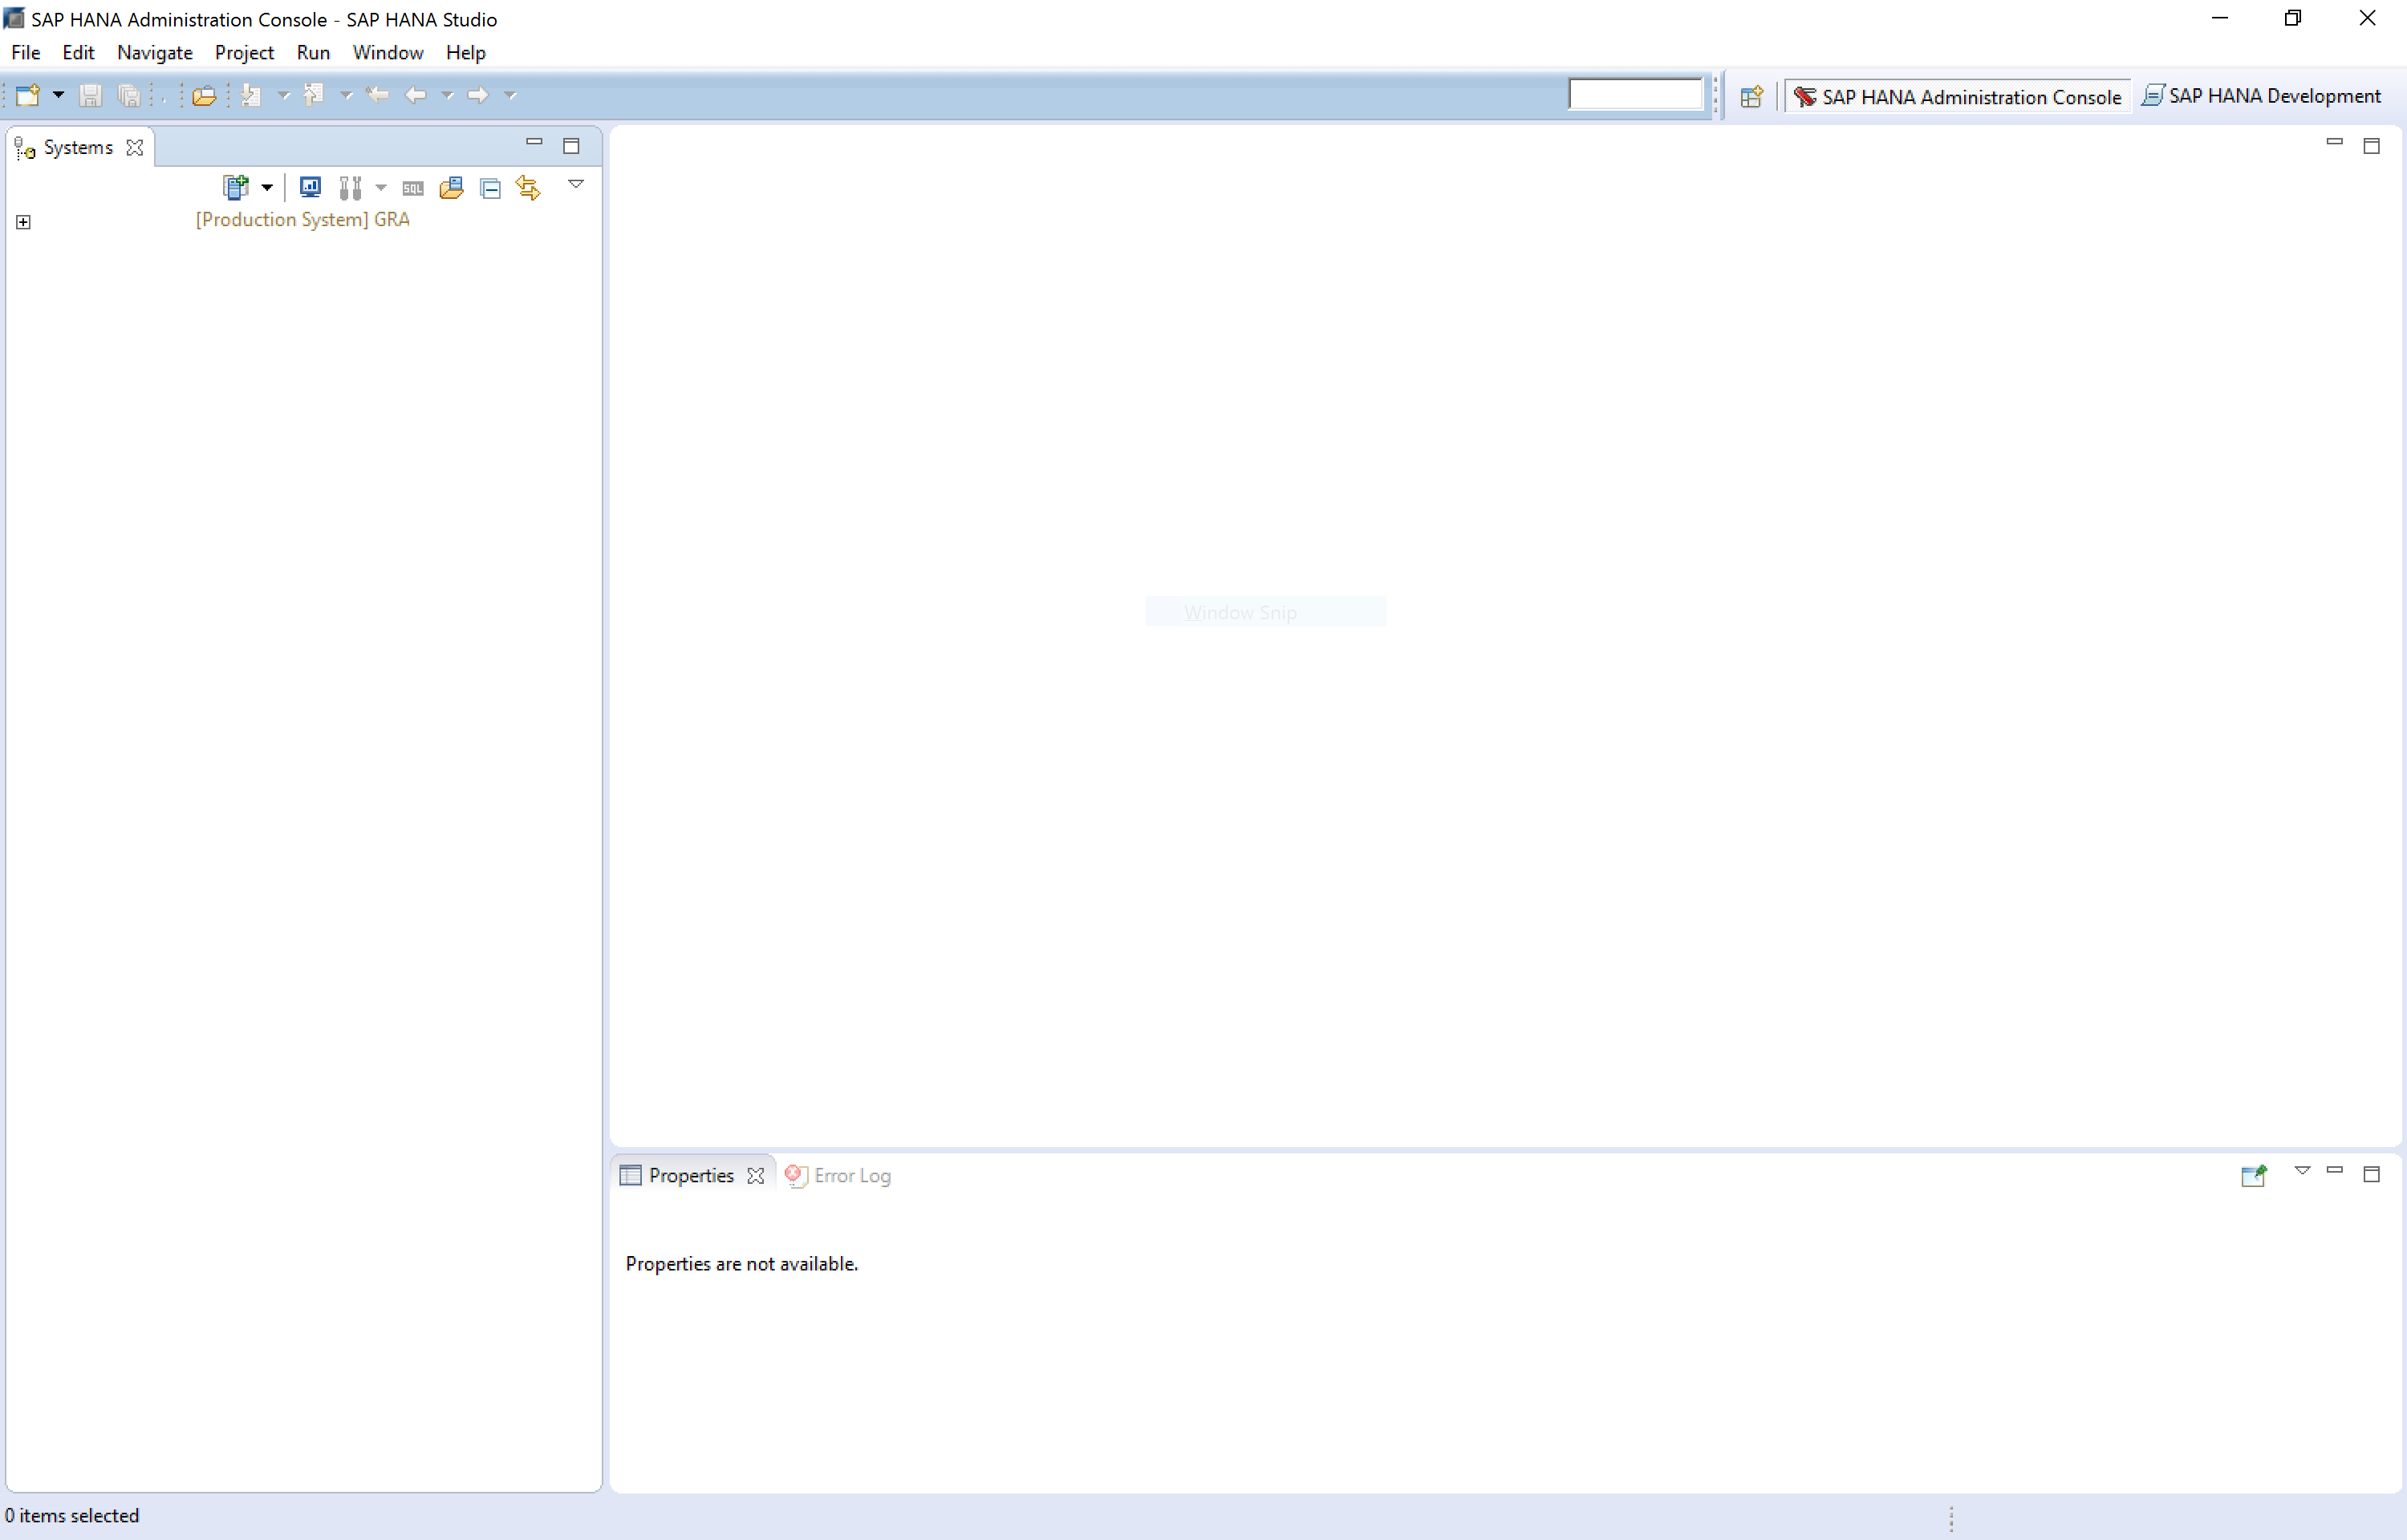 SAP HANA Administration Console - SAP HANA Studio
File Edit Navigate Project Run Window Help
SAP HANA Administration Console SAP HANA Development
Systems
SQL
[Production System] GRA
Window Snip
Properties Error Log
Properties are not available.
0 items selected